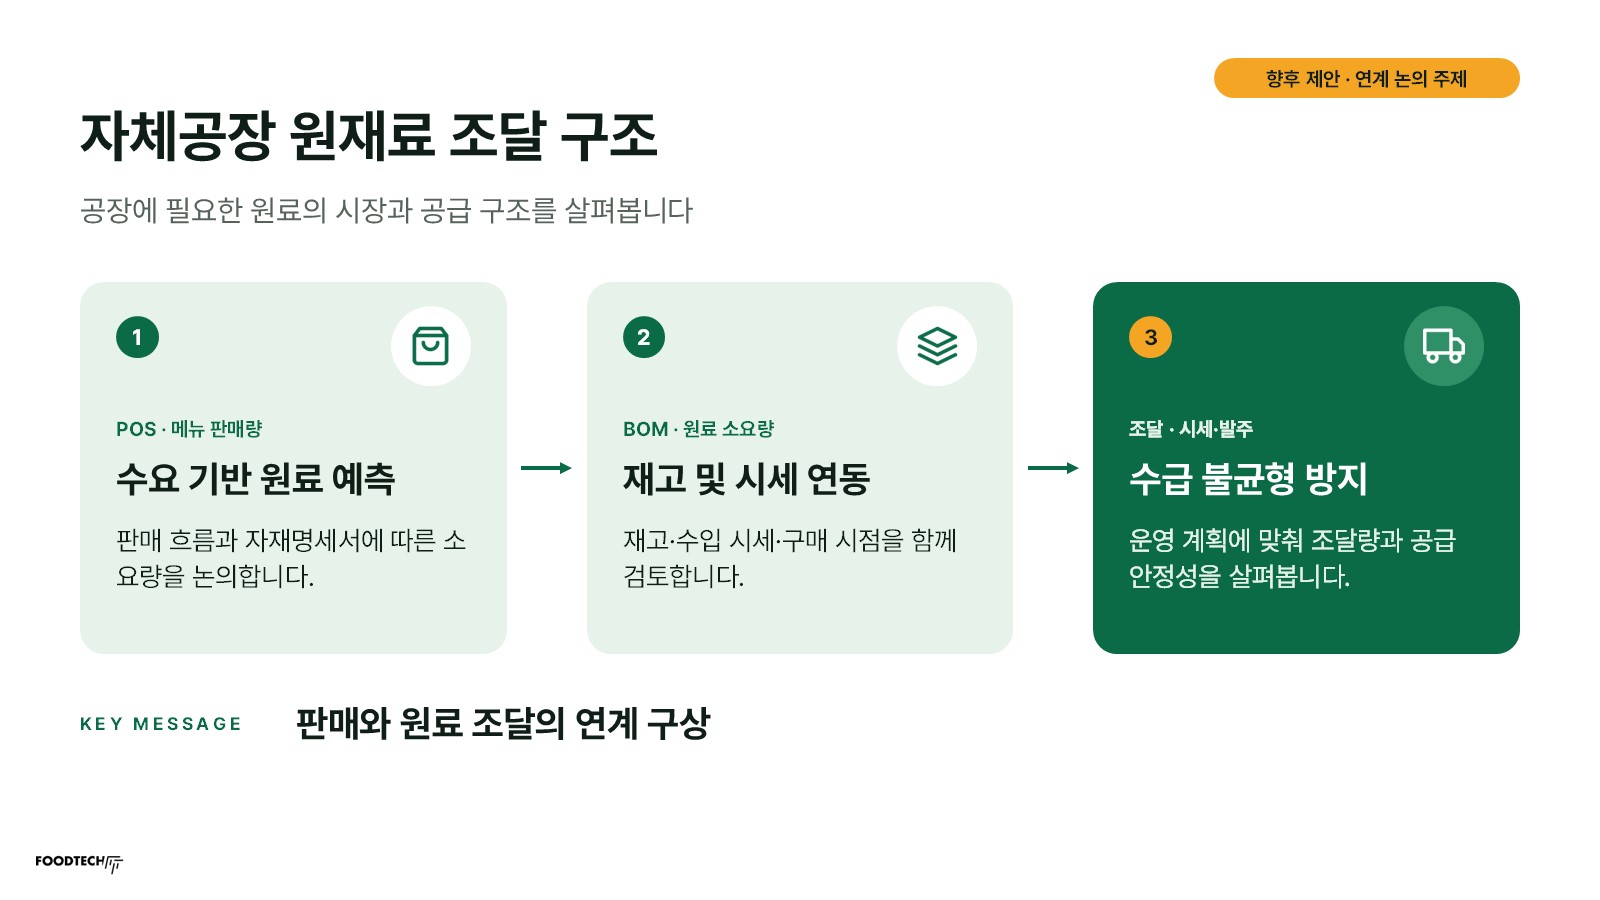 향후 제안 · 연계 논의 주제
자체공장 원재료 조달 구조
공장에 필요한 원료의 시장과 공급 구조를 살펴봅니다
1
POS · 메뉴 판매량
수요 기반 원료 예측
판매 흐름과 자재명세서에 따른 소
요량을 논의합니다.
2
BOM · 원료 소요량
재고 및 시세 연동
재고·수입 시세·구매 시점을 함께
검토합니다.
3
조달 · 시세·발주
수급 불균형 방지
운영 계획에 맞춰 조달량과 공급
안정성을 살펴봅니다.
KEY MESSAGE
판매와 원료 조달의 연계 구상
FOODTECH